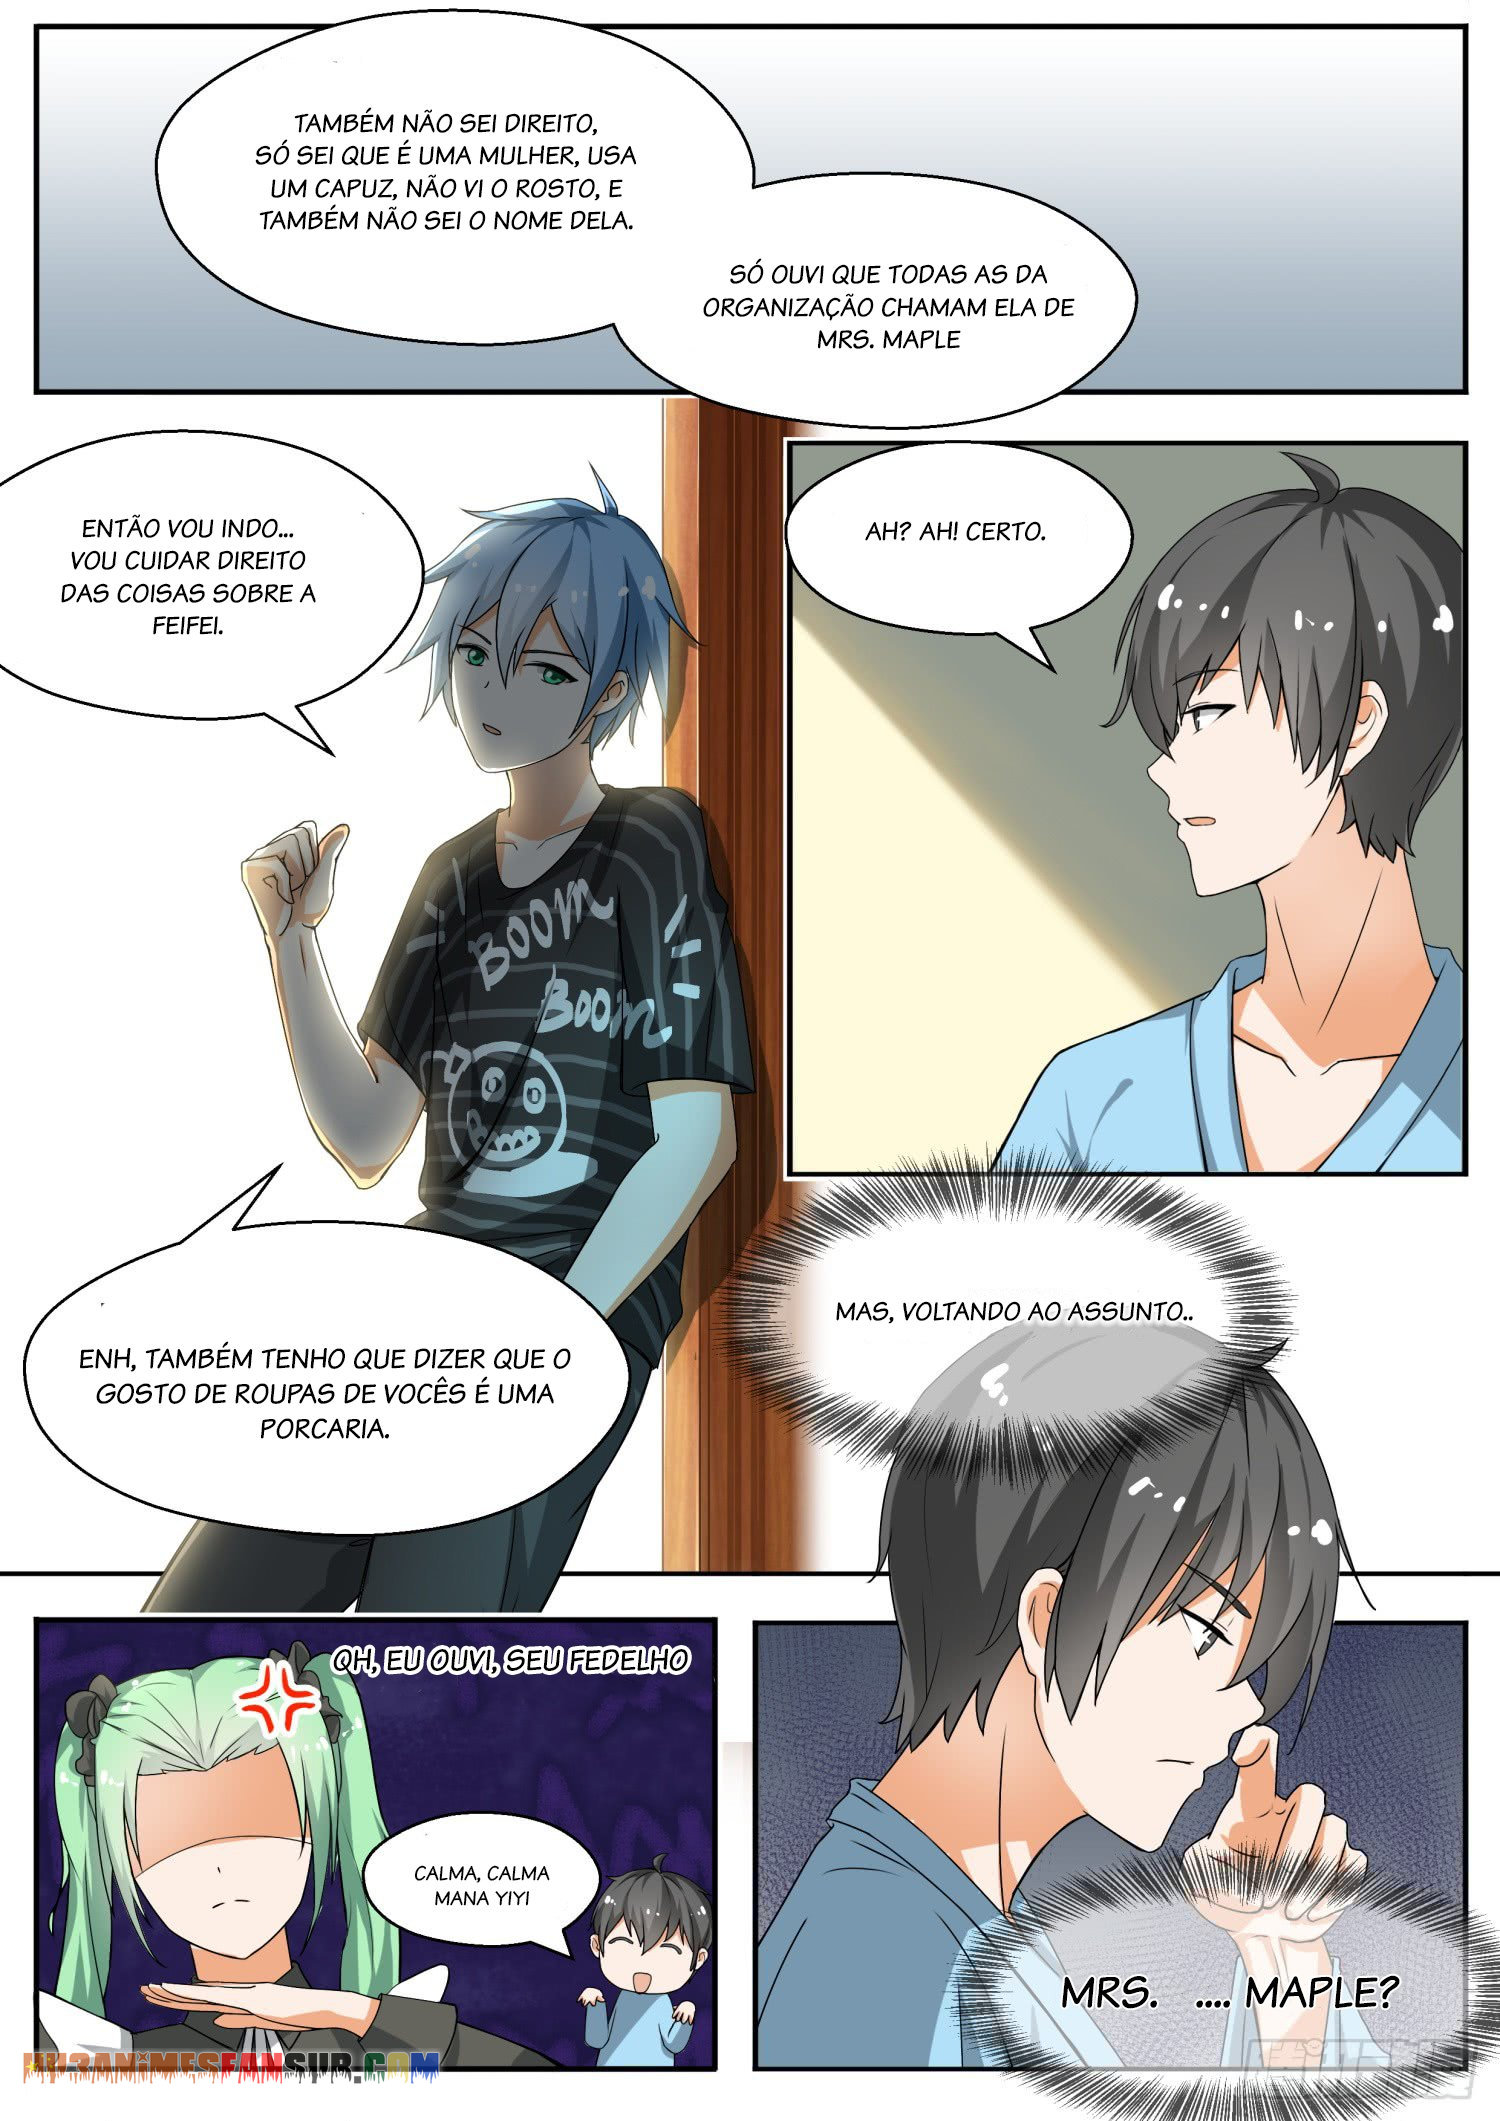 TAMBÉM NÃO SEI DIREITO,
SÓ SEI QUE É UMA MULHER, USA
UM CAPUZ, NÃO VI O ROSTO, E
TAMBÉM NÃO SEI O NOME DELA.
SÓ OUVI QUE TODAS AS DA
ORGANIZAÇÃO CHAMAM ELA DE
MRS. MAPLE
ENTÃO VOU INDO...
VOU CUIDAR DIREITO
DAS COISAS SOBRE A
FEIFEI.
AH? AH! CERTO.
BOOM
BOOM
ENH, TAMBÉM TENHO QUE DIZER QUE O
GOSTO DE ROUPAS DE VOCÊS É UMA
PORCARIA.
MAS, VOLTANDO AO ASSUNTO..
OH, EU OUVI, SEU FEDELHO
CALMA, CALMA
MANA YIYI
MRS. .... MAPLE?